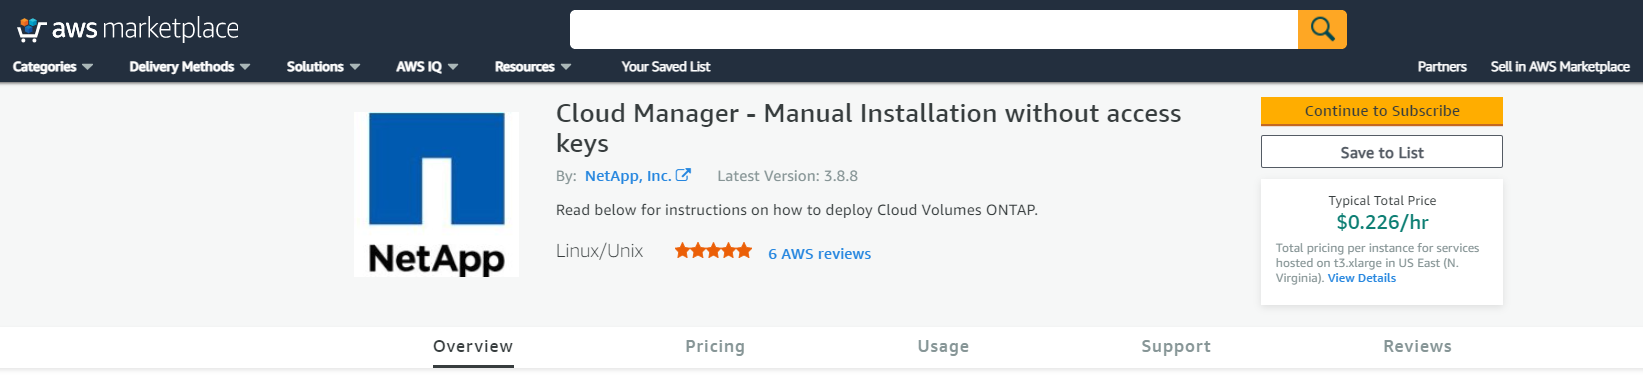 aws marketplace
Categories Delivery Methods Solutions AWS IQ Resources Your Saved List Partners Sell in AWS Marketplace
NetApp
Cloud Manager - Manual Installation without access
keys
By: NetApp, Inc. Latest Version: 3.8.8
Read below for instructions on how to deploy Cloud Volumes ONTAP.
Linux/Unix 6 AWS reviews
Continue to Subscribe
Save to List
Typical Total Price
$0.226/hr
Total pricing per instance for services
hosted on t3.xlarge in US East (N.
Virginia). View Details
Overview Pricing Usage Support Reviews